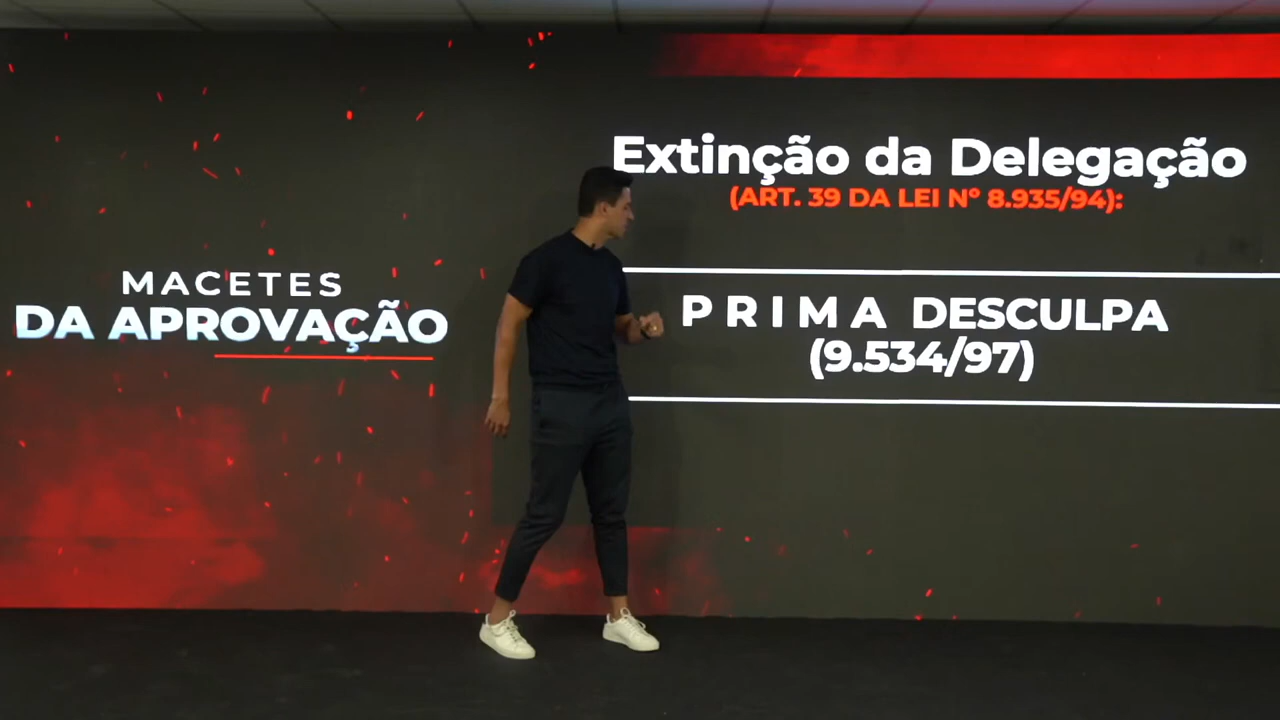 MACETES
DA APROVAÇÃO
Extinção da Delegação
(ART. 39 DA LEI Nº 8.935/94):
P R I M A DESCULPA
(9.534/97)